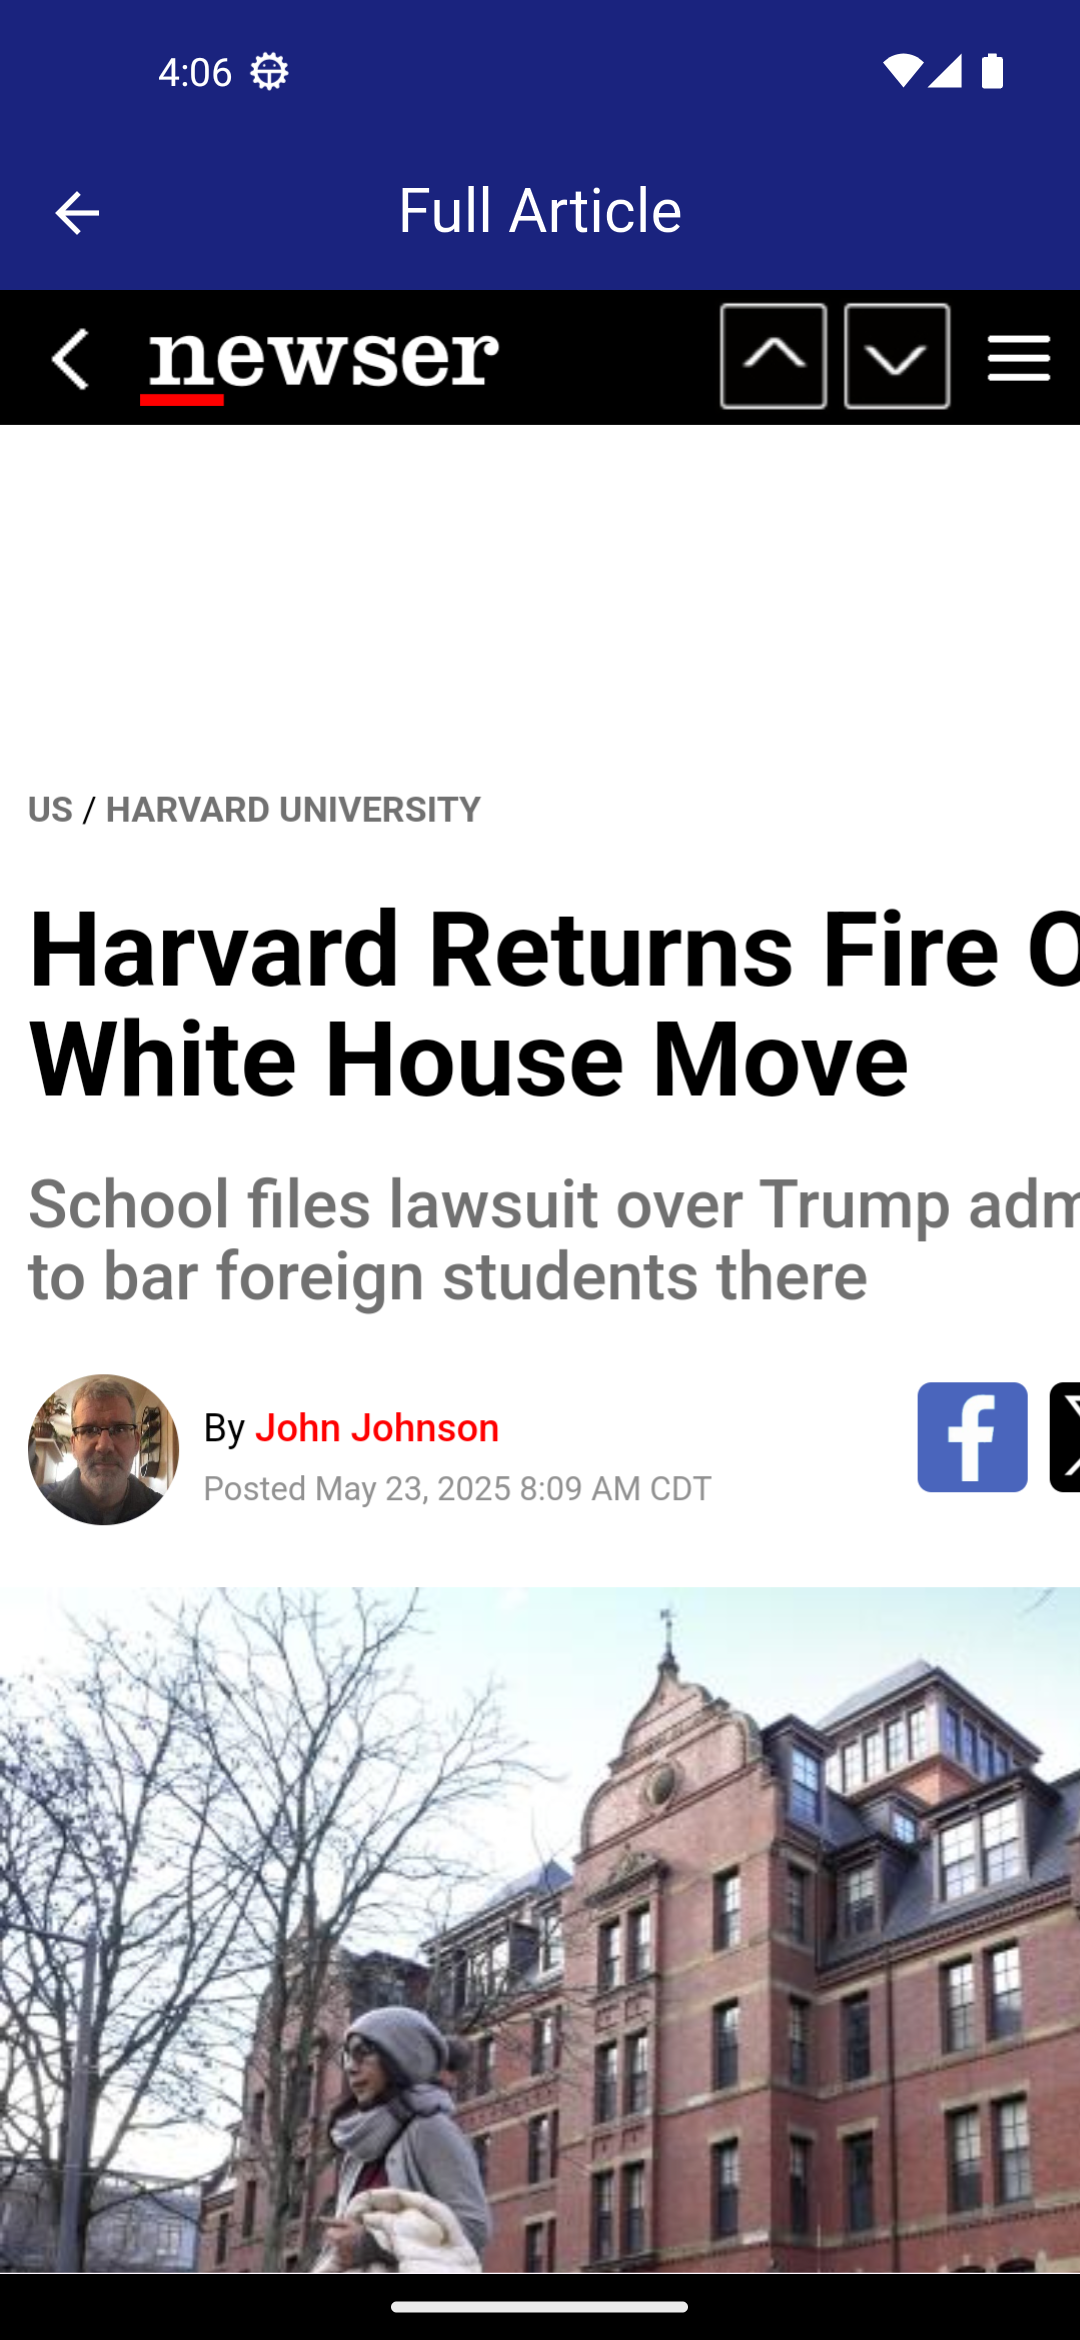 4:06
Full Article
newser
US / HARVARD UNIVERSITY
Harvard Returns Fire
White House Move
School files lawsuit over Trump
to bar foreign students there
By John Johnson
Posted May 23, 2025 8:09 AM CDT